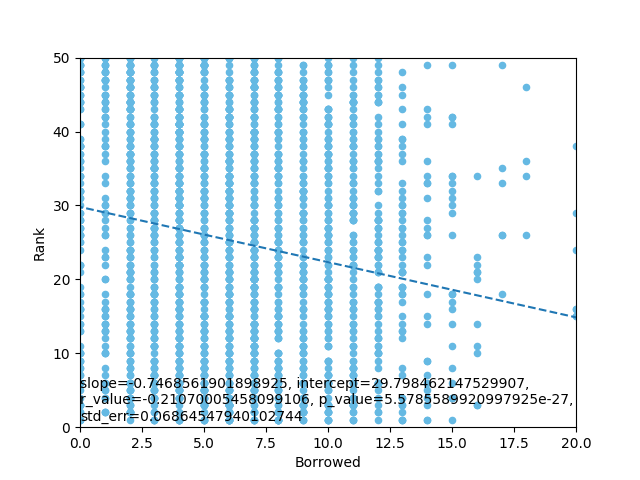 50
40
30
20
10
0
Rank
slope=-0.7468561901898925, intercept=29.798462147529907,
r_value=-0.21070005458099106, p_value=5.5785589920997925e-27,
std_err=0.06864547940102744
0.0 2.5 5.0 7.5 10.0 12.5 15.0 17.5 20.0
Borrowed